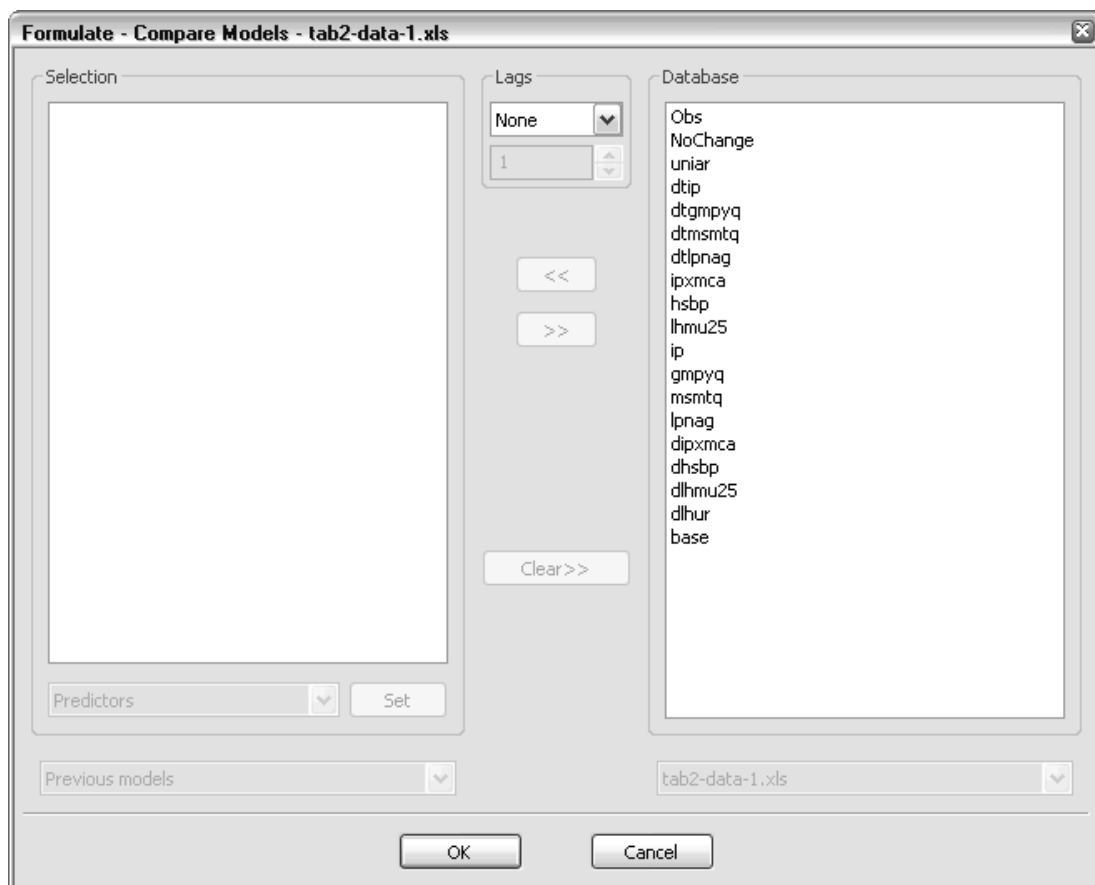 Formulate - Compare Models - tab2-data-1.xls
Selection
Lags
Database
None
1
<<
>>
Clear>>
Obs
NoChange
uniar
dtip
dtgmpyq
dtmsmtq
dtlpnag
ipxmca
hsbp
lhmu25
ip
gmpyq
msmtq
lpnag
dipxmca
dhsbp
dlhmu25
dlhur
base
Predictors
Set
Previous models
tab2-data-1.xls
OK
Cancel